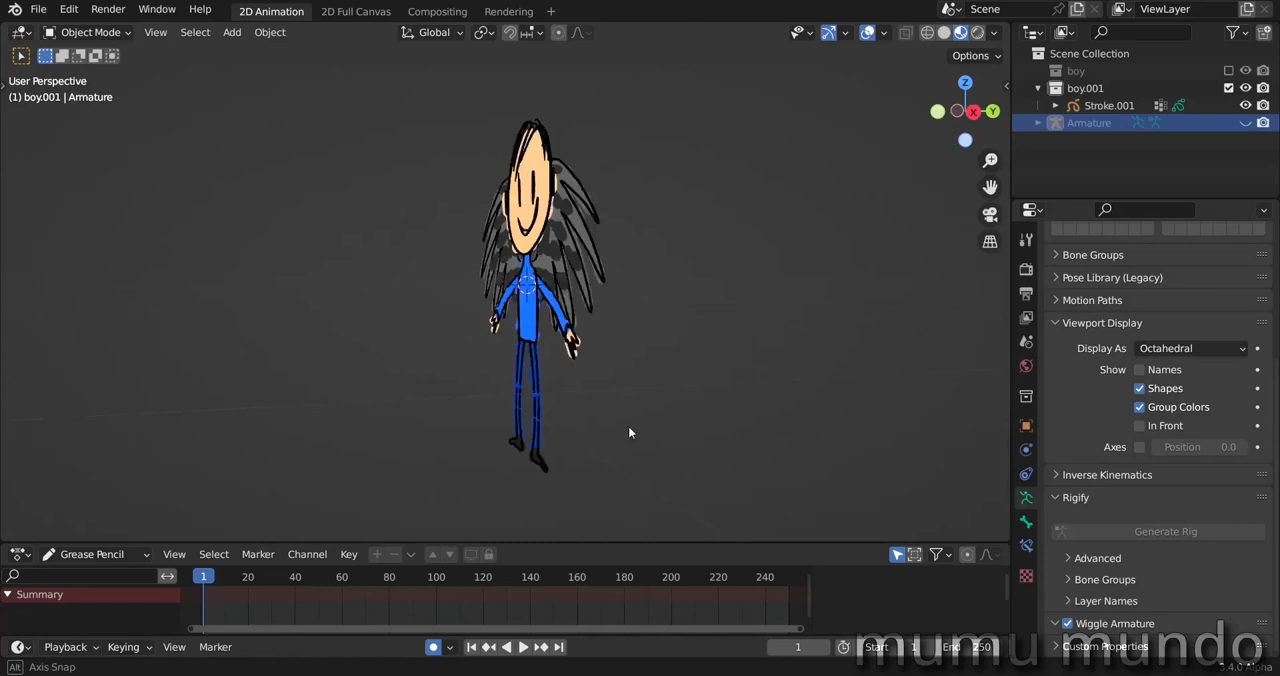 File Edit Render Window Help 2D Animation 2D Full Canvas Compositing Rendering + Scene ViewLayer
Object Mode View Select Add Object Global
Options
User Perspective
(1) boy.001 | Armature
Z
X
Y
Scene Collection
boy
boy.001
Stroke.001
Armature
Bone Groups
Pose Library (Legacy)
Motion Paths
Viewport Display
Display As Octahedral
Show Names
Shapes
Group Colors
In Front
Axes Position 0.0
Inverse Kinematics
Rigify
Generate Rig
Advanced
Bone Groups
Layer Names
Wiggle Armature
Custom Properties
Grease Pencil View Select Marker Channel Key
1 20 40 60 80 100 120 140 160 180 200 220 240
Summary
Playback Keying View Marker 1 Start 1 End 250
mumu mundo
Alt Axis Snap
3.4.0 Alpha